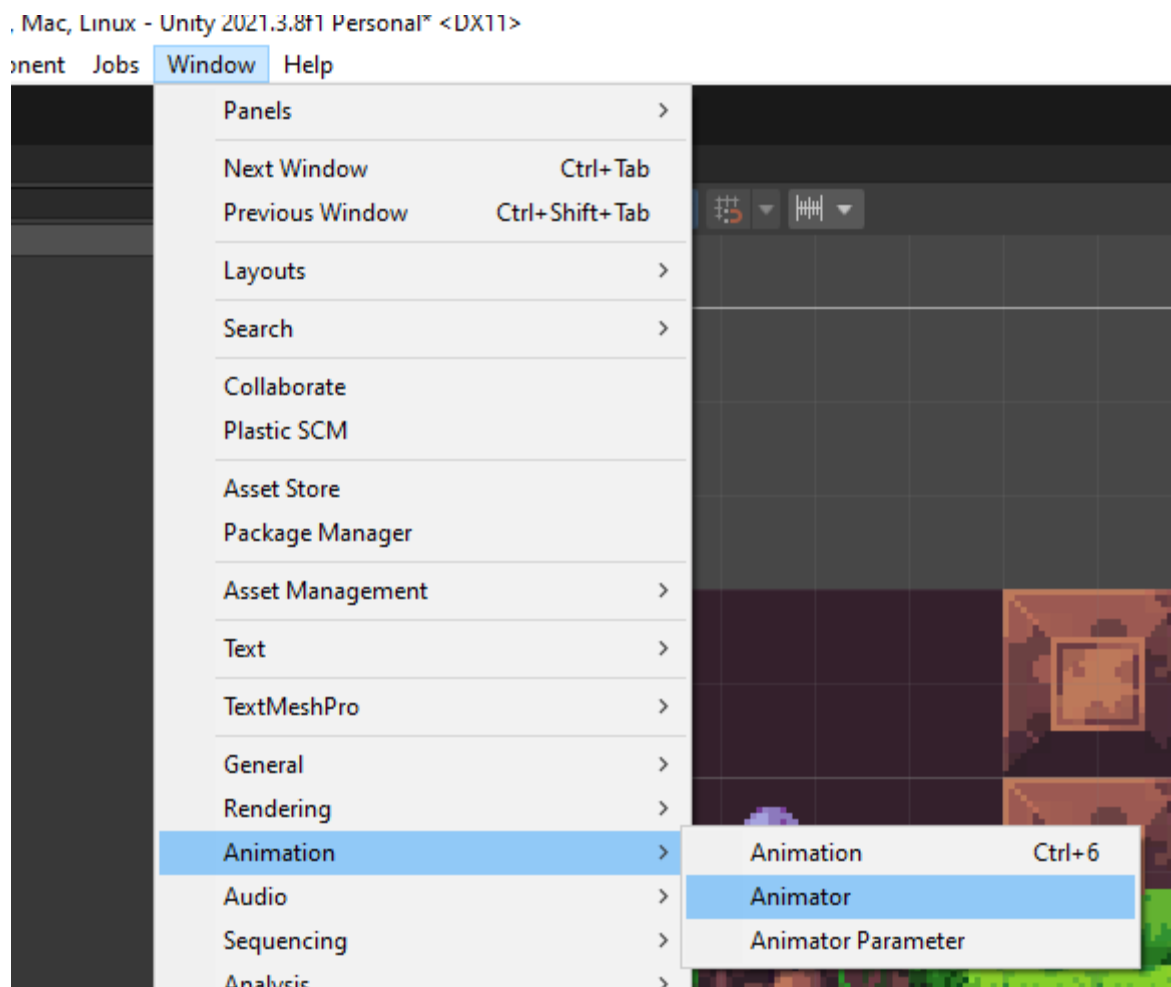 , Mac, Linux - Unity 2021.3.8f1 Personal* <DX11>
onent Jobs Window Help
Panels
Next Window Ctrl+Tab
Previous Window Ctrl+Shift+Tab
Layouts
Search
Collaborate
Plastic SCM
Asset Store
Package Manager
Asset Management
Text
TextMeshPro
General
Rendering
Animation
Animation Ctrl+6
Audio
Animator
Sequencing
Animator Parameter
Analysis